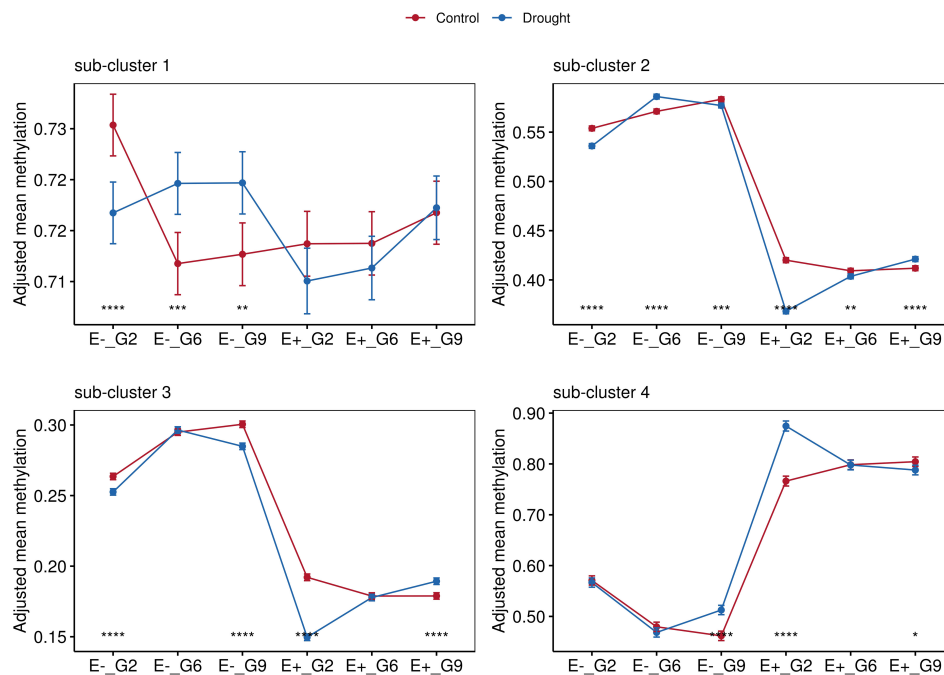 Control Drought
sub-cluster 1
Adjusted mean methylation
0.73
0.72
0.72
0.71
**** *** **
E-_G2 E-_G6 E-_G9 E+_G2 E+_G6 E+_G9
sub-cluster 2
Adjusted mean methylation
0.55
0.50
0.45
0.40
**** **** *** **** ** ****
E-_G2 E-_G6 E-_G9 E+_G2 E+_G6 E+_G9
sub-cluster 3
Adjusted mean methylation
0.30
0.25
0.20
0.15
**** **** **** ****
E-_G2 E-_G6 E-_G9 E+_G2 E+_G6 E+_G9
sub-cluster 4
Adjusted mean methylation
0.90
0.80
0.70
0.60
0.50
**** **** *
E-_G2 E-_G6 E-_G9 E+_G2 E+_G6 E+_G9